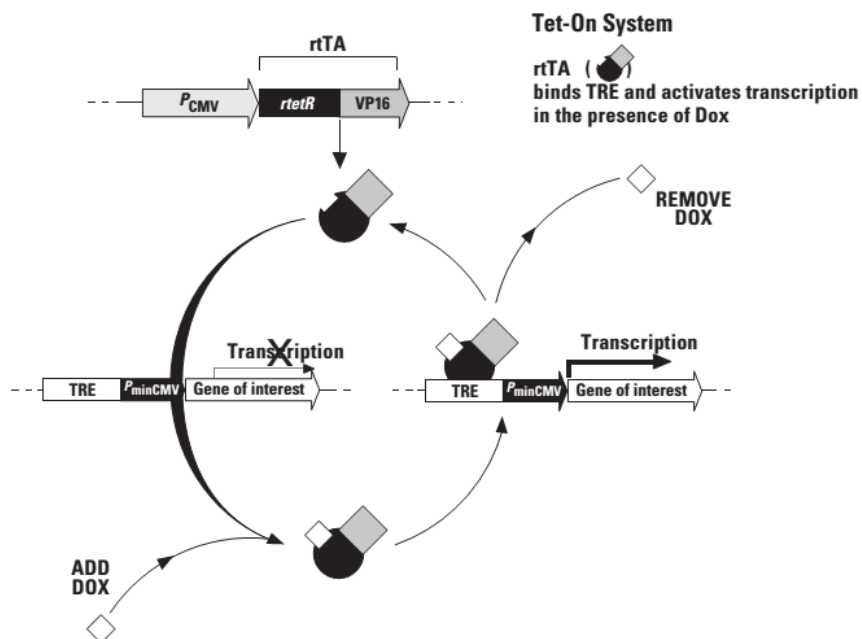 Tet-On System
rtTA
rtTA ( )
binds TRE and activates transcription
in the presence of Dox
PCMV
rtetR
VP16
REMOVE
DOX
Transcription
TRE
PminCMV
Gene of interest
Transcription
TRE
PminCMV
Gene of interest
ADD
DOX